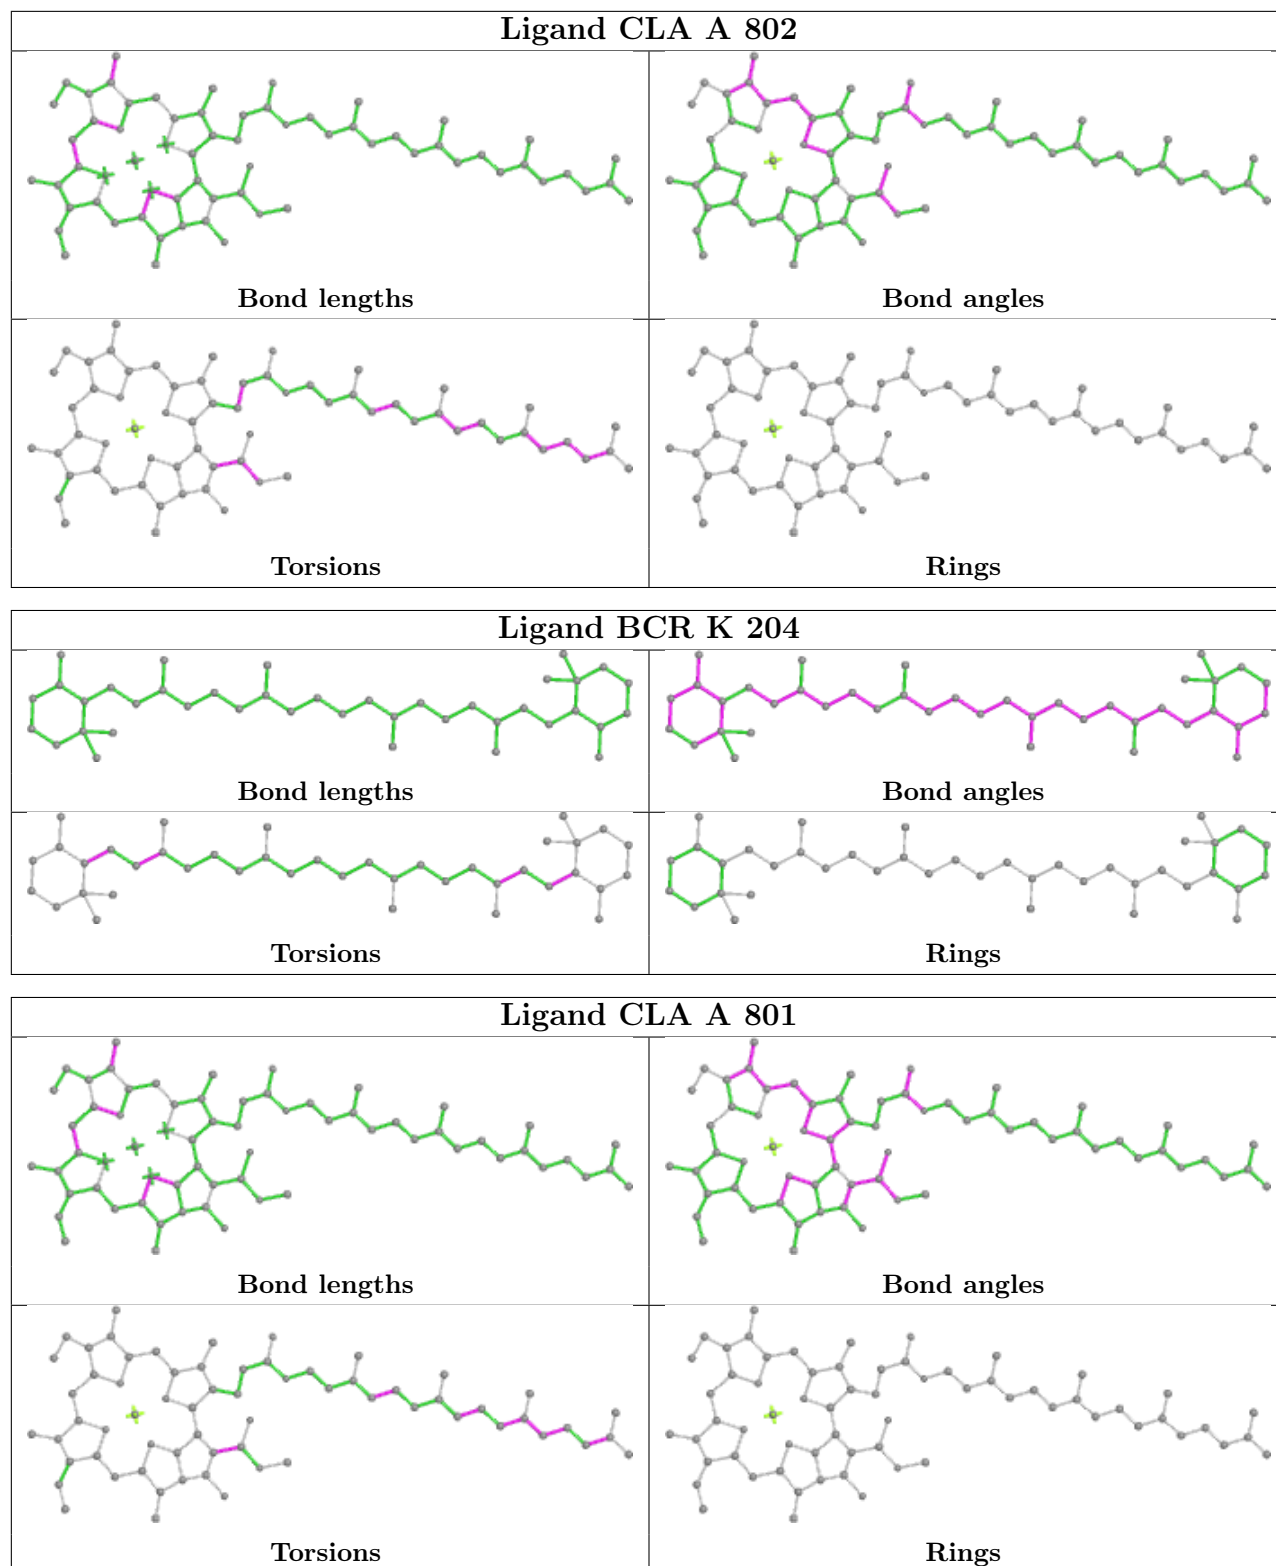 Ligand CLA A 802
Bond lengths
Bond angles
Torsions
Rings
Ligand BCR K 204
Bond lengths
Bond angles
Torsions
Rings
Ligand CLA A 801
Bond lengths
Bond angles
Torsions
Rings